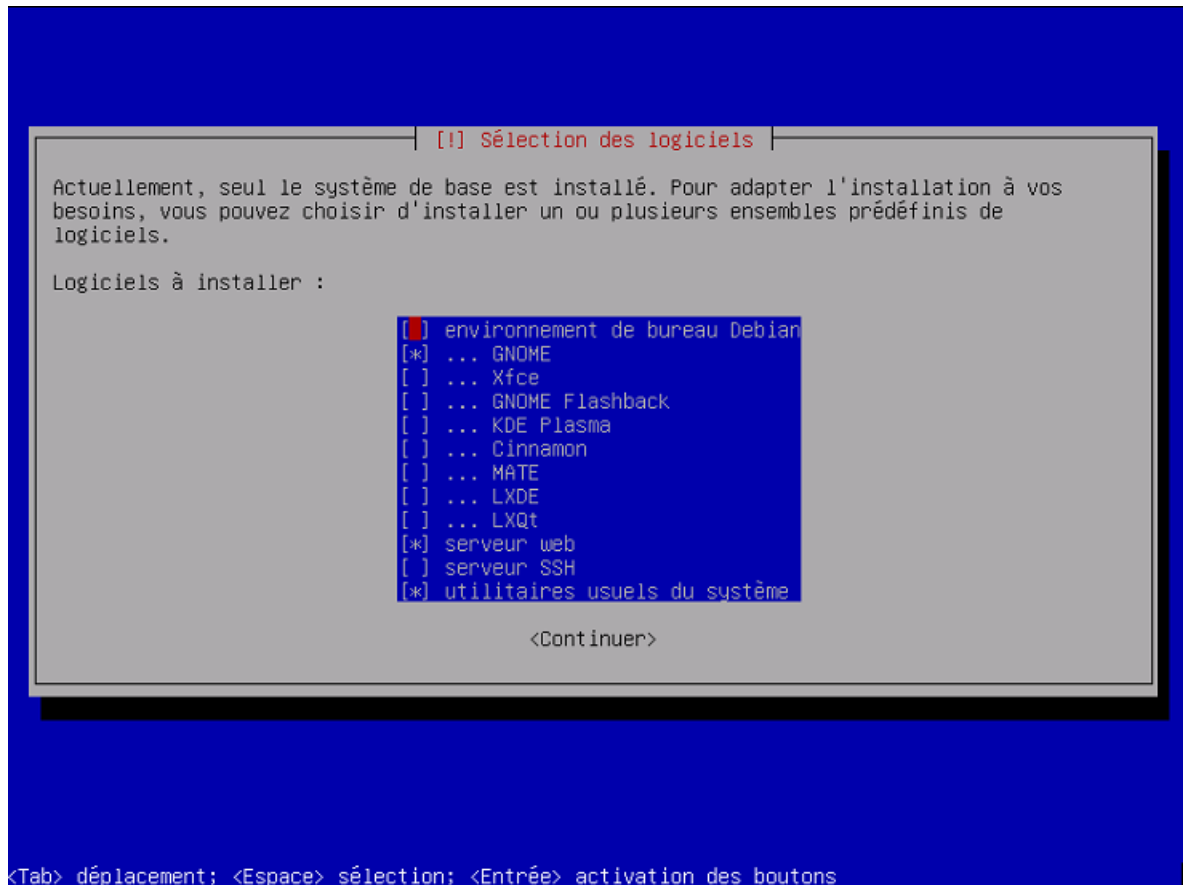 [!] Sélection des logiciels
Actuellement, seul le système de base est installé. Pour adapter l'installation à vos
besoins, vous pouvez choisir d'installer un ou plusieurs ensembles prédéfinis de
logiciels.
Logiciels à installer :
[ ] environnement de bureau Debian
[*] ... GNOME
[ ] ... Xfce
[ ] ... GNOME Flashback
[ ] ... KDE Plasma
[ ] ... Cinnamon
[ ] ... MATE
[ ] ... LXDE
[ ] ... LXQt
[*] serveur web
[ ] serveur SSH
[*] utilitaires usuels du système
<Continuer>
<Tab> déplacement; <Espace> sélection; <Entrée> activation des boutons